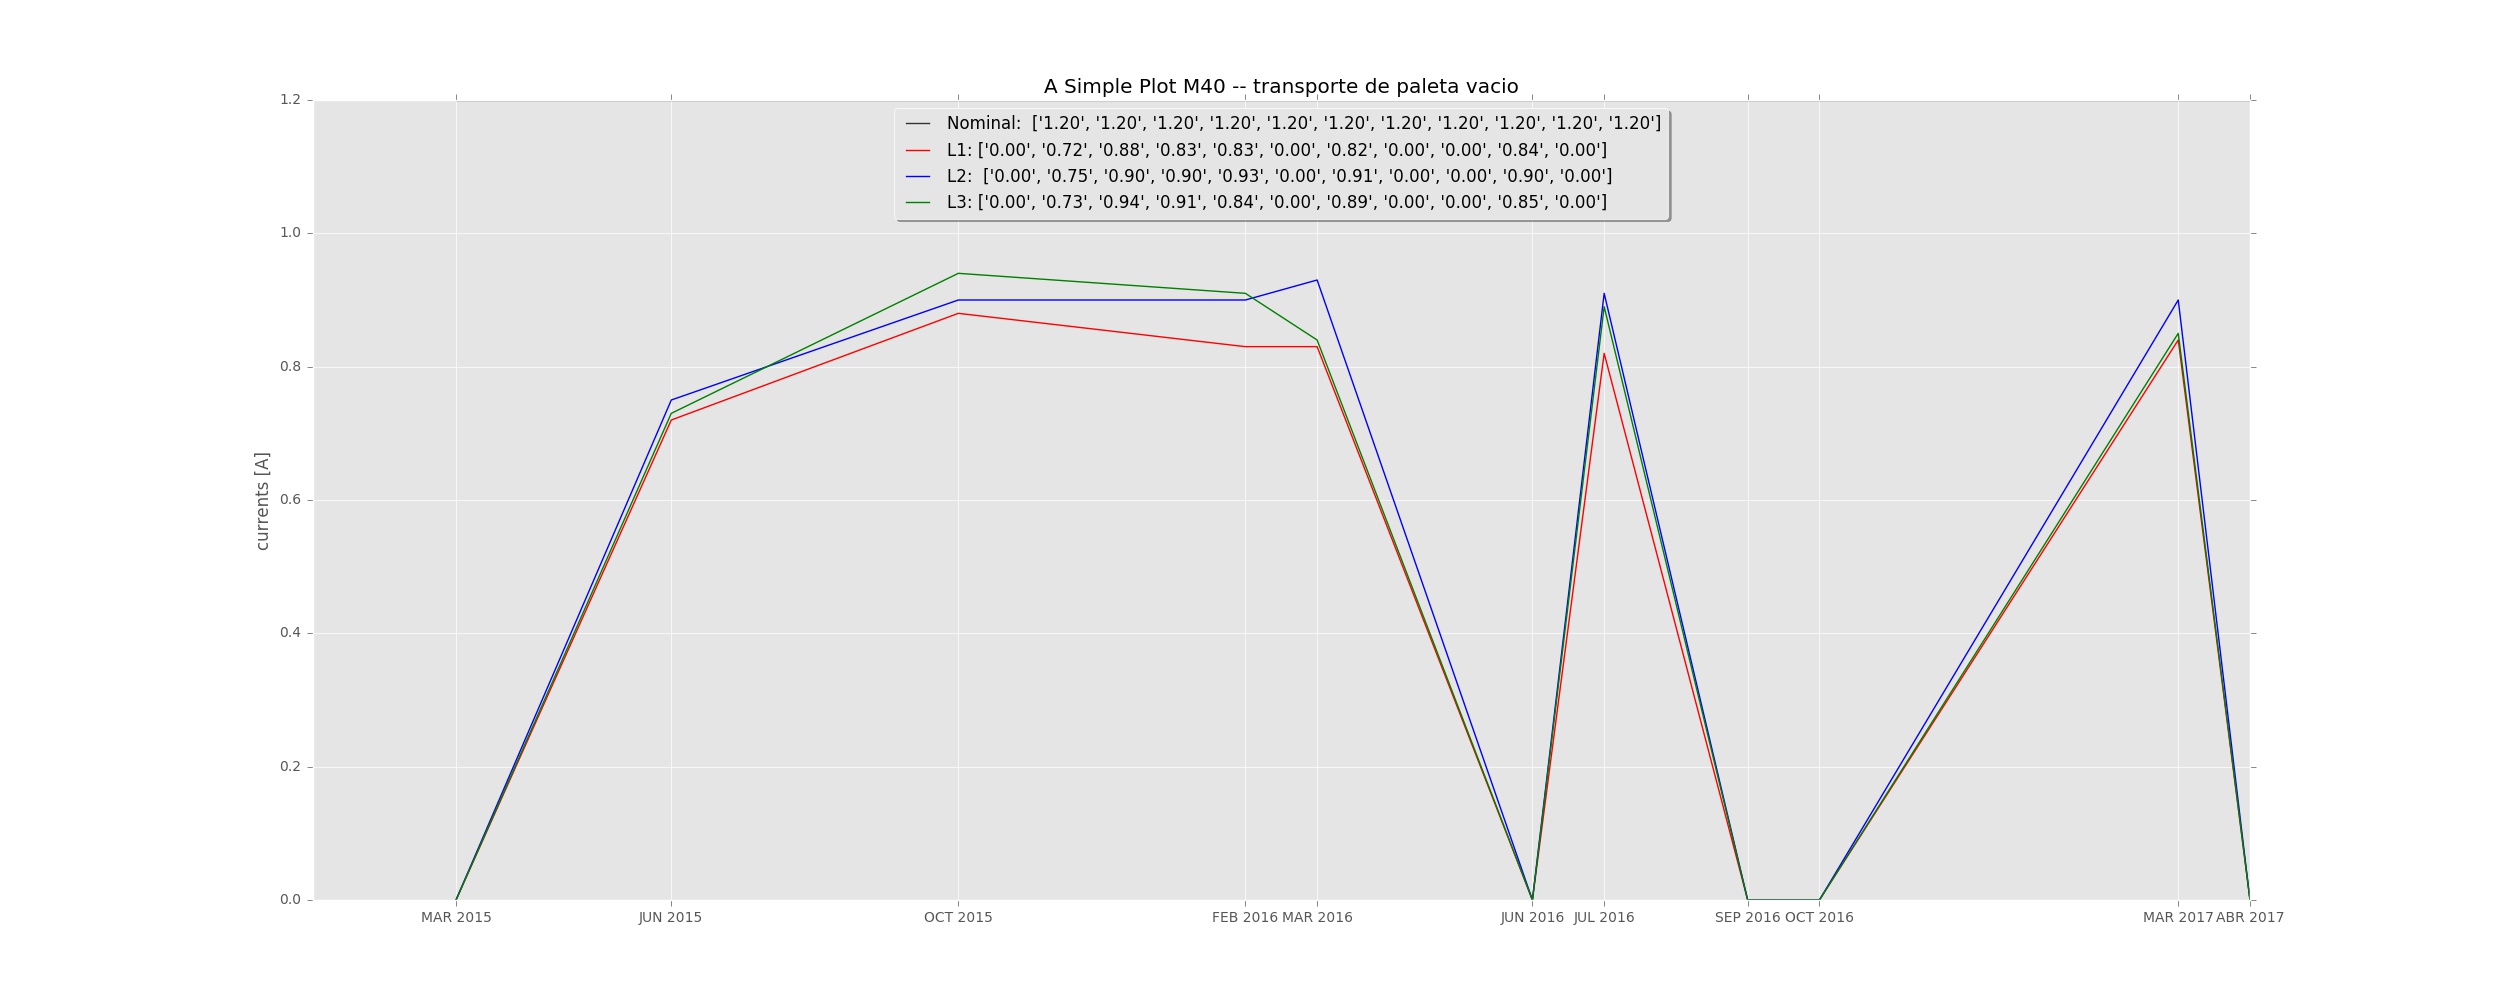 A Simple Plot M40 -- transporte de paleta vacio
Nominal:  ['1.20', '1.20', '1.20', '1.20', '1.20', '1.20', '1.20', '1.20', '1.20', '1.20', '1.20']
L1: ['0.00', '0.72', '0.88', '0.83', '0.83', '0.00', '0.82', '0.00', '0.00', '0.84', '0.00']
L2:  ['0.00', '0.75', '0.90', '0.90', '0.93', '0.00', '0.91', '0.00', '0.00', '0.90', '0.00']
L3: ['0.00', '0.73', '0.94', '0.91', '0.84', '0.00', '0.89', '0.00', '0.00', '0.85', '0.00']
currents [A]
1.2
1.0
0.8
0.6
0.4
0.2
0.0
MAR 2015 JUN 2015 OCT 2015 FEB 2016 MAR 2016 JUN 2016 JUL 2016 SEP 2016 OCT 2016 MAR 2017 ABR 2017